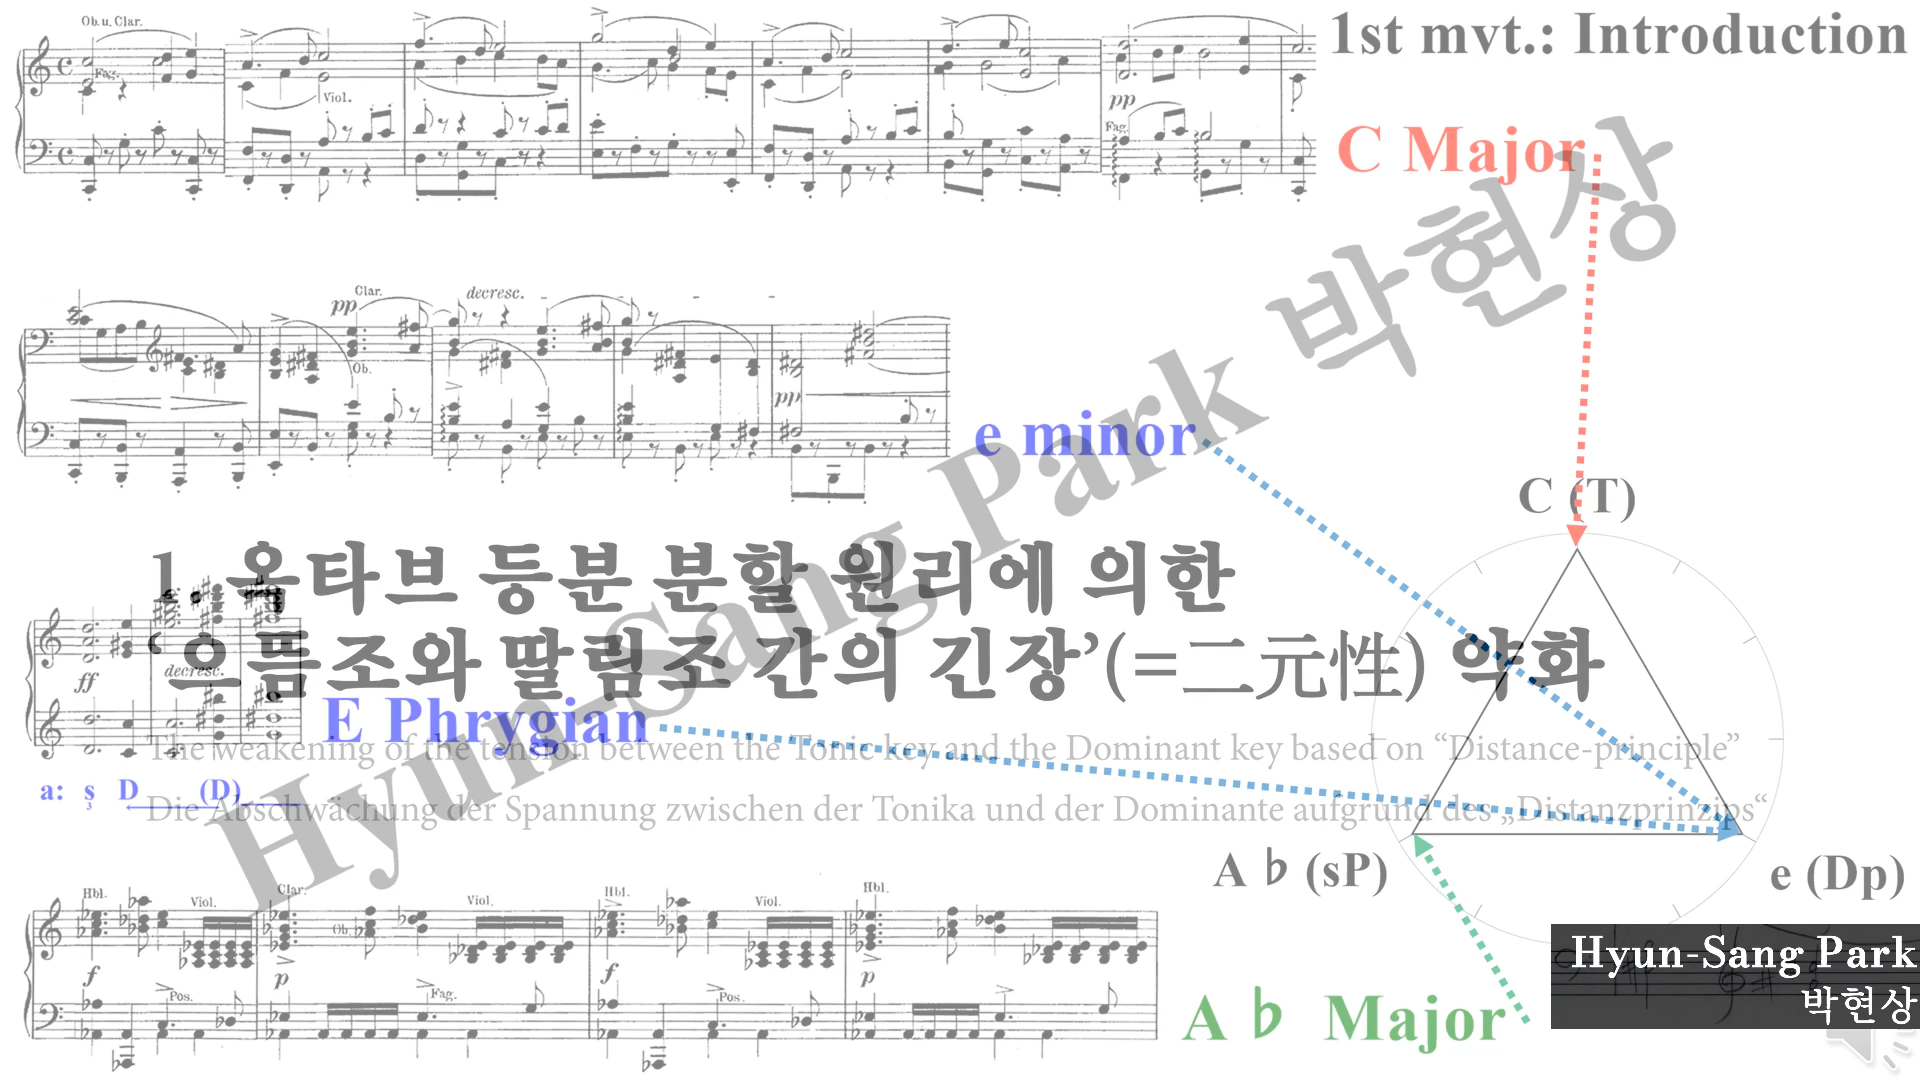 Ob.u. Clar.
1st mvt.: Introduction
Fag.
Viol.
pp
Fag.
C Major
Clar.
decresc.
pp
Ob.
pp
e minor
C (T)
1. 옥타브 등분 분할 원리에 의한
으뜸조와 딸림조 간의 긴장’(=二元性) 약화
decresc.
ff
E Phrygian
The weakening of the tension between the Tonic key and the Dominant key based on “Distance-principle”
a: s D (D)
3
Die Abschwächung der Spannung zwischen der Tonika und der Dominante aufgrund des „Distanzprinzips“
A♭(sP)
e (Dp)
Hyun-Sang Park 박현상
Hbl.
Viol.
Clar.
Viol.
Hbl.
Viol.
Hbl.
Ob.
f
p
f
p
Pos.
Fag.
Pos.
A♭ Major
Hyun-Sang Park
박현상